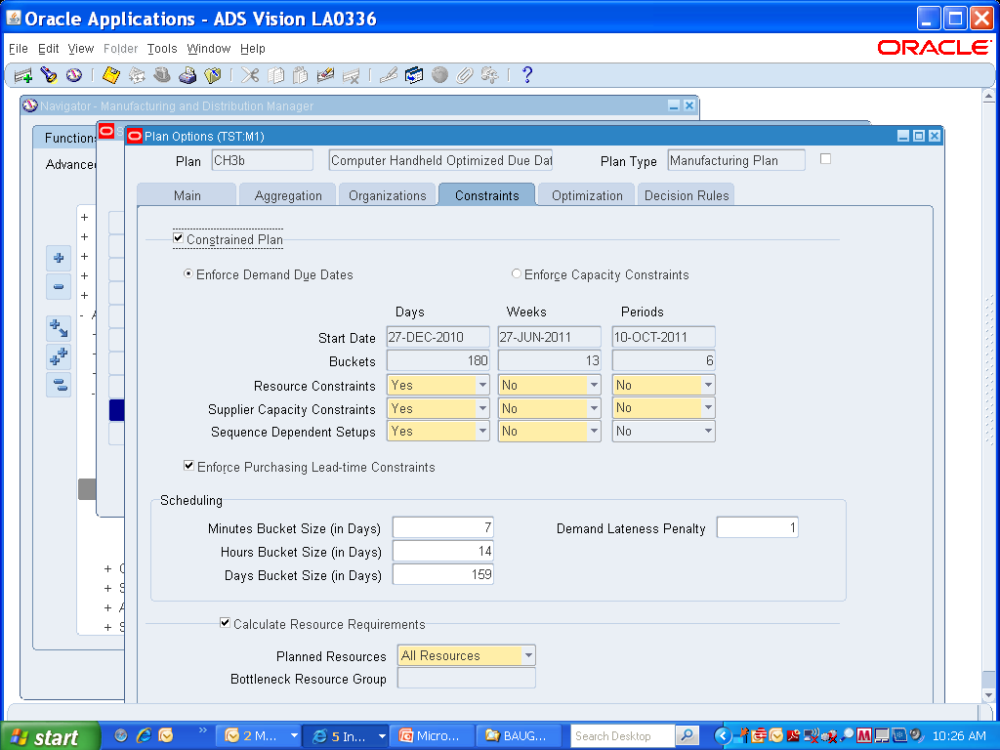 Oracle Applications - ADS Vision LA0336
File Edit View Folder Tools Window Help
ORACLE
Navigator - Manufacturing and Distribution Manager
Functions
Plan Options (TST:M1)
Advance
Plan CH3b Computer Handheld Optimized Due Dat Plan Type Manufacturing Plan
Main Aggregation Organizations Constraints Optimization Decision Rules
Constrained Plan
Enforce Demand Due Dates Enforce Capacity Constraints
Days Weeks Periods
Start Date 27-DEC-2010 27-JUN-2011 10-OCT-2011
Buckets 180 13 6
Resource Constraints Yes No No
Supplier Capacity Constraints Yes No No
Sequence Dependent Setups Yes No No
Enforce Purchasing Lead-time Constraints
Scheduling
Minutes Bucket Size (in Days) 7 Demand Lateness Penalty 1
Hours Bucket Size (in Days) 14
Days Bucket Size (in Days) 159
Calculate Resource Requirements
Planned Resources All Resources
Bottleneck Resource Group
start 2 M... 5 In... Micro... BAUG... Search Desktop 10:26 AM